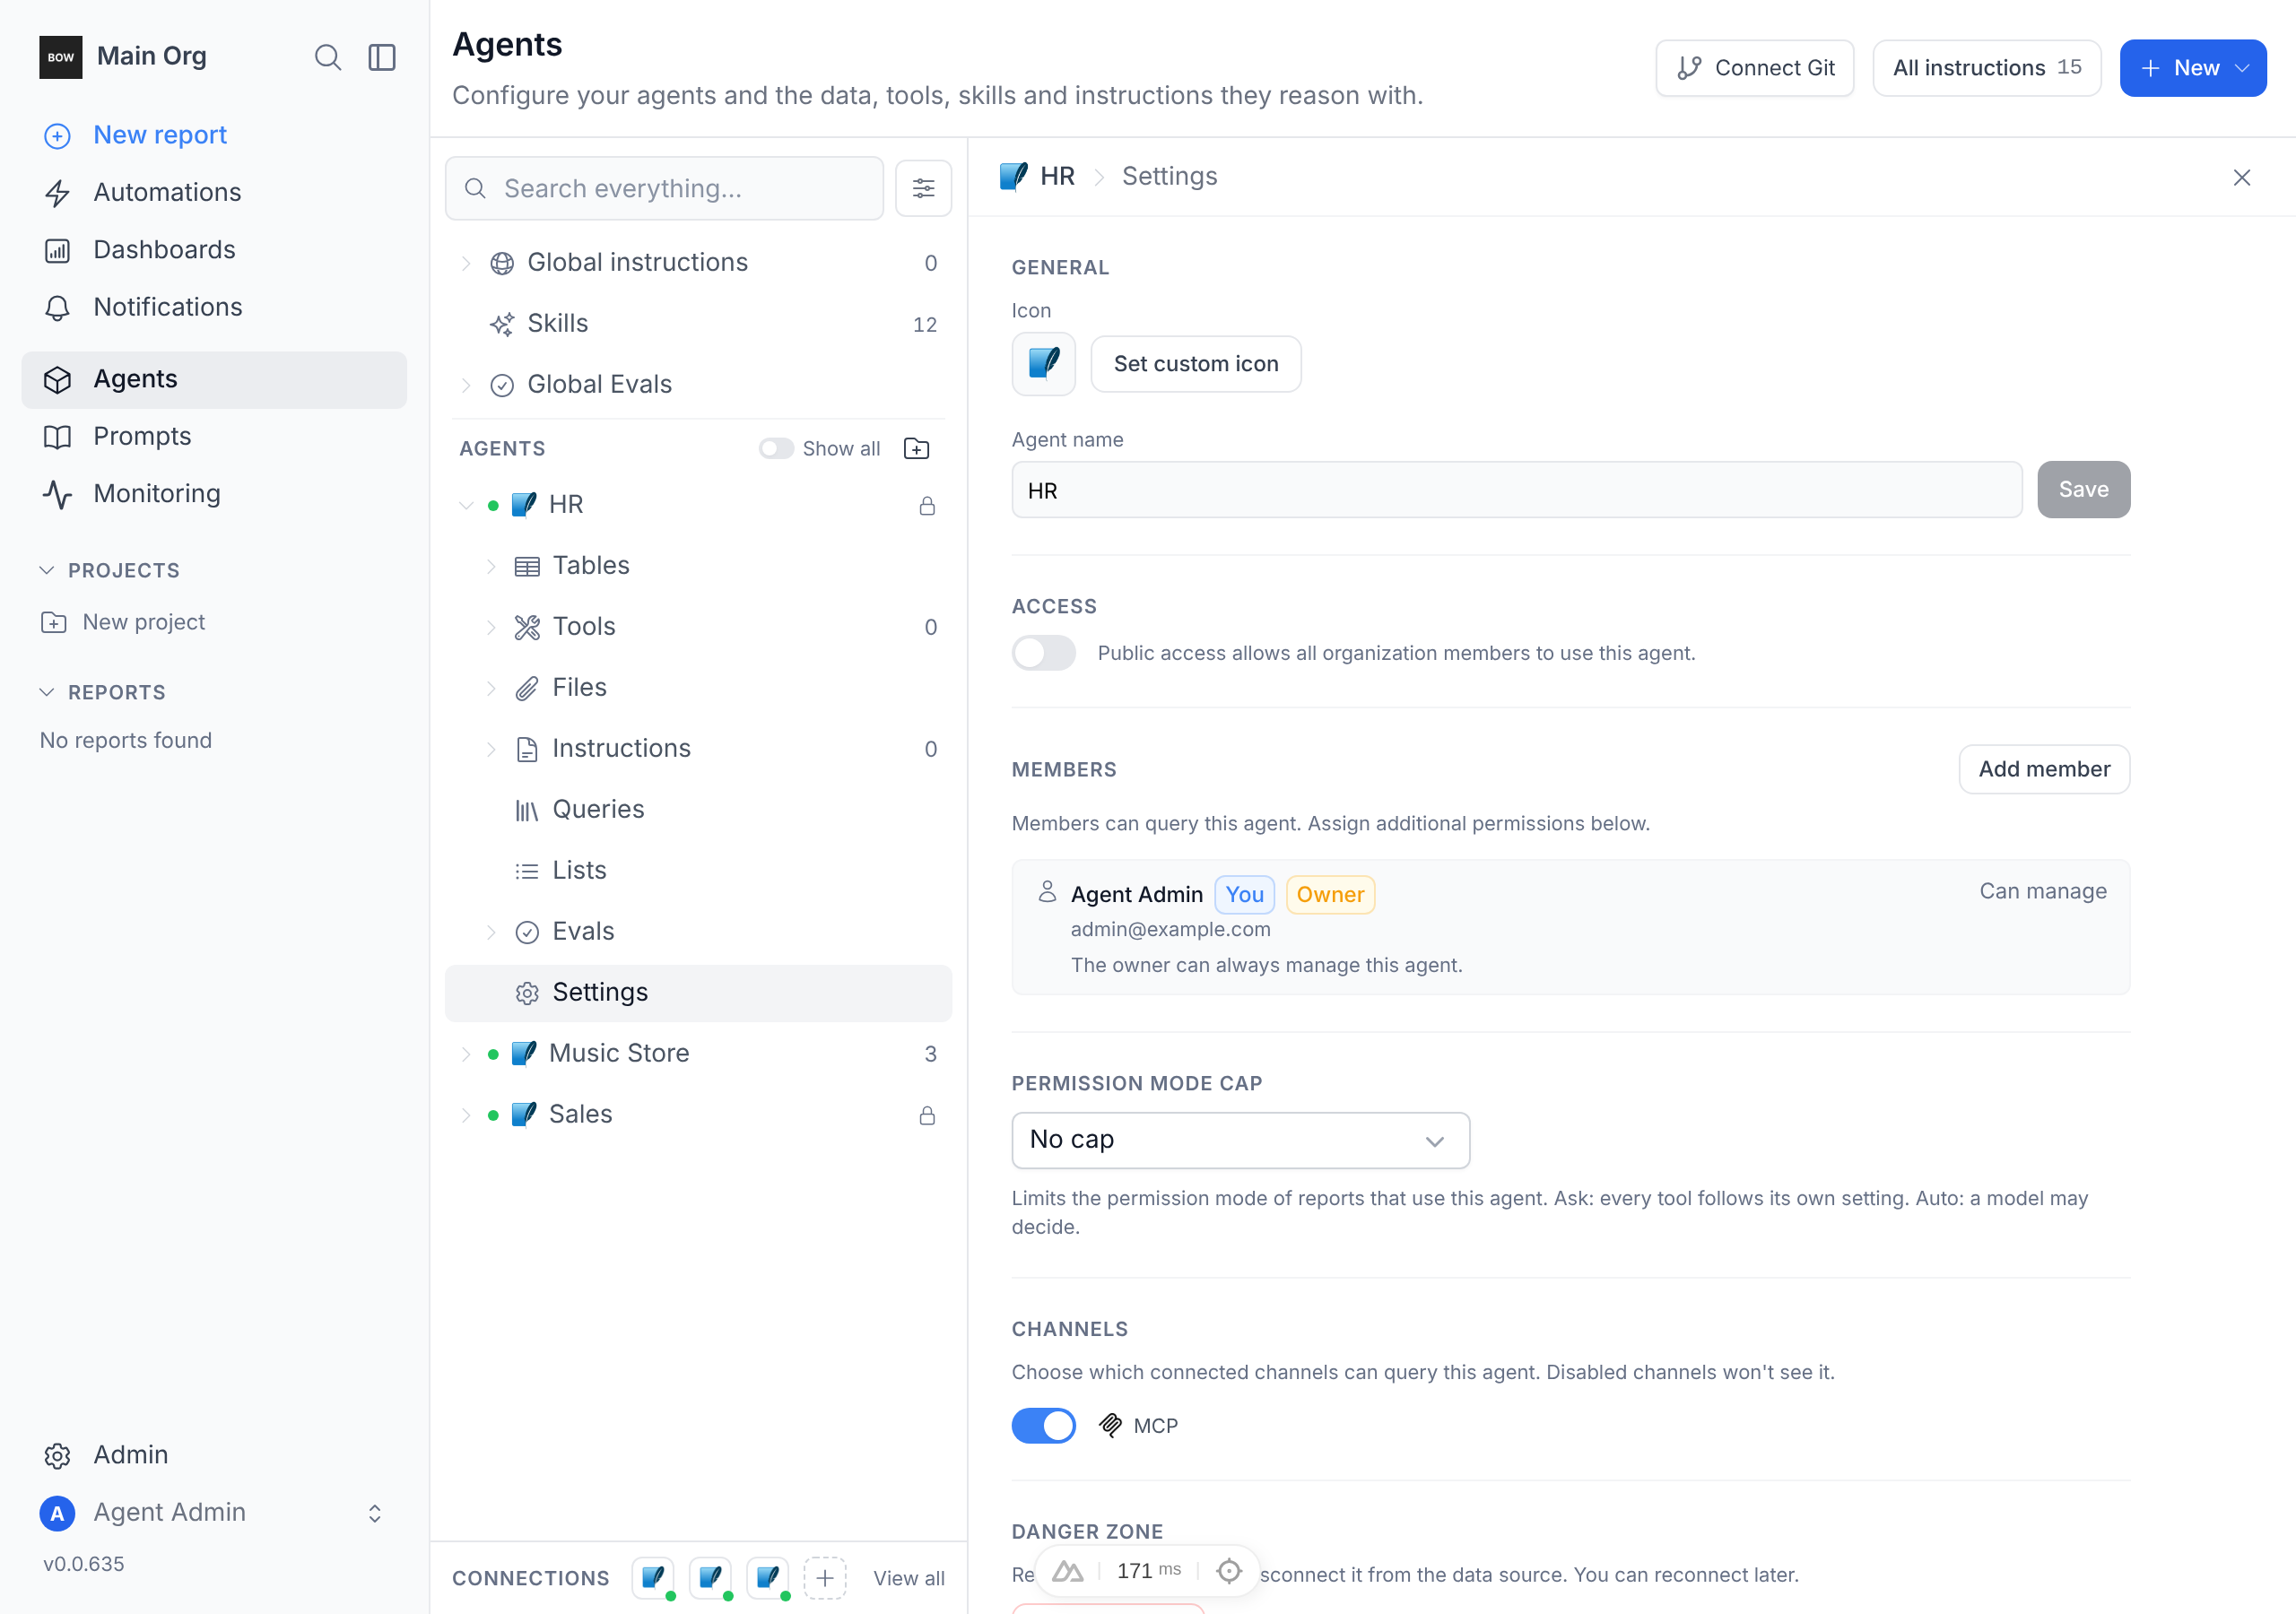 BOW
Main Org
New report
Automations
Dashboards
Notifications
Agents
Prompts
Monitoring
PROJECTS
New project
REPORTS
No reports found
Admin
A
Agent Admin
v0.0.635
Agents
Configure your agents and the data, tools, skills and instructions they reason with.
Connect Git
All instructions 15
New
Search everything...
Global instructions 0
Skills 12
Global Evals
AGENTS
Show all
HR
Tables
Tools 0
Files
Instructions 0
Queries
Lists
Evals
Settings
Music Store 3
Sales
CONNECTIONS
View all
HR
Settings
GENERAL
Icon
Set custom icon
Agent name
HR
Save
ACCESS
Public access allows all organization members to use this agent.
MEMBERS
Add member
Members can query this agent. Assign additional permissions below.
Agent Admin You Owner
Can manage
admin@example.com
The owner can always manage this agent.
PERMISSION MODE CAP
No cap
Limits the permission mode of reports that use this agent. Ask: every tool follows its own setting. Auto: a model may
decide.
CHANNELS
Choose which connected channels can query this agent. Disabled channels won't see it.
MCP
DANGER ZONE
it from the data source. You can reconnect later.
171 ms